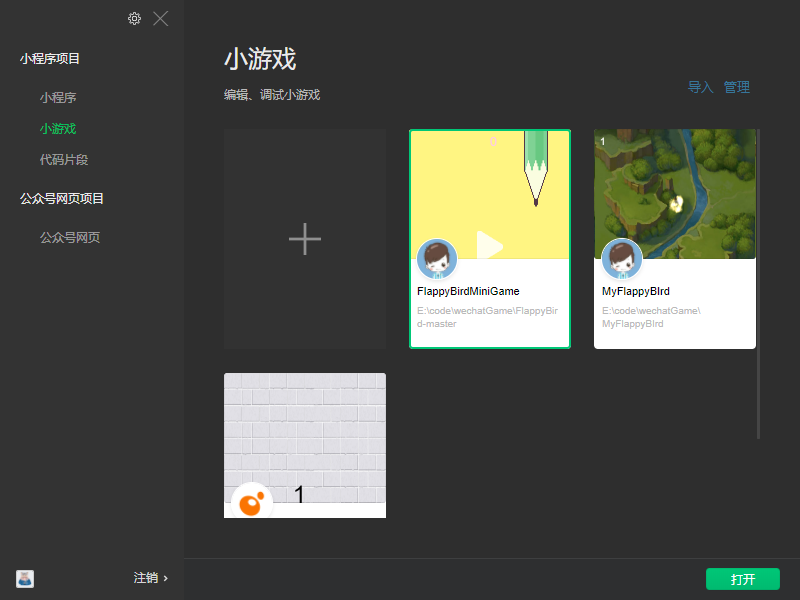 小程序项目
小程序
小游戏
代码片段
公众号网页项目
公众号网页
注销 ›
小游戏
编辑、调试小游戏
导入 管理
0
FlappyBirdMiniGame
E:\code\wechatGame\FlappyBir
d-master
1
MyFlappyBIrd
E:\code\wechatGame\
MyFlappyBIrd
1
打开